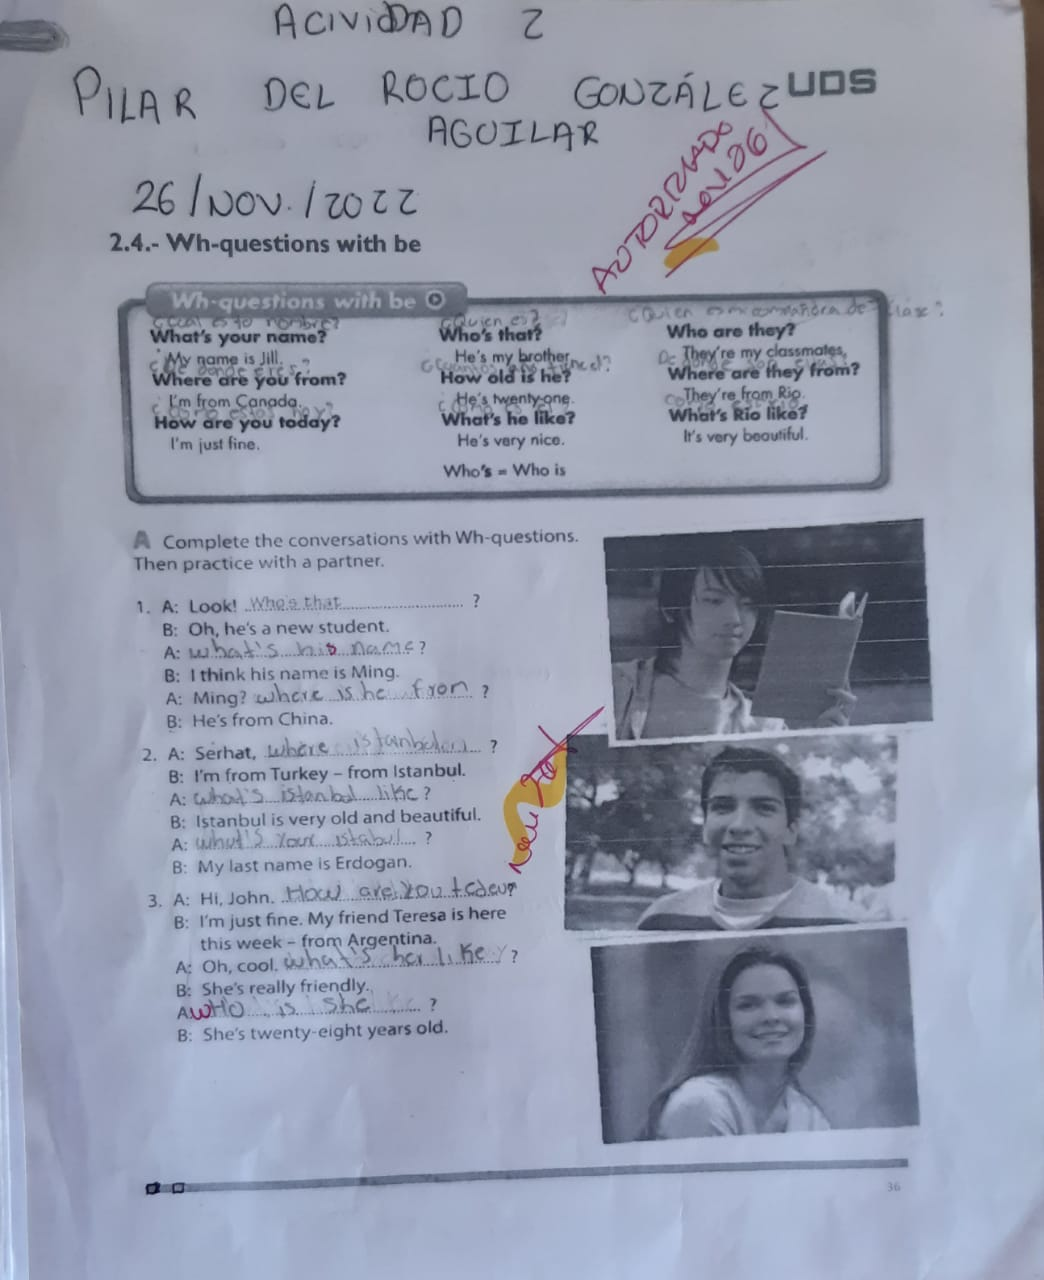 ACIVIDDAD 2
PILAR DEL ROCIO GONZÁLEZ UDS
AGUILAR
AUTORIZADO
26/NOV./2022
2.4.- Wh-questions with be
Wh-questions with be
¿Cual es to nombre? ¿Quien es?
What's your name? Who's that? Who are they?
My name is Jill. He's my brother. They're my classmates.
Where are you from? How old is he? Where are they from?
I'm from Canada. He's twenty-one. They're from Rio.
How are you today? What's he like? What's Rio like?
I'm just fine. He's very nice. It's very beautiful.
Who's = Who is
A Complete the conversations with Wh-questions.
Then practice with a partner.
1. A: Look! Who's that ?
B: Oh, he's a new student.
A: what's his name ?
B: I think his name is Ming.
A: Ming? where is he from ?
B: He's from China.
2. A: Serhat, where ?
B: I'm from Turkey – from Istanbul.
A: what's istanbul like ?
B: Istanbul is very old and beautiful.
A: what's your istabul ?
B: My last name is Erdogan.
3. A: Hi, John. How are you ?
B: I'm just fine. My friend Teresa is here
this week – from Argentina.
A: Oh, cool. what's her like ?
B: She's really friendly.
A WHO is she ?
B: She's twenty-eight years old.
36